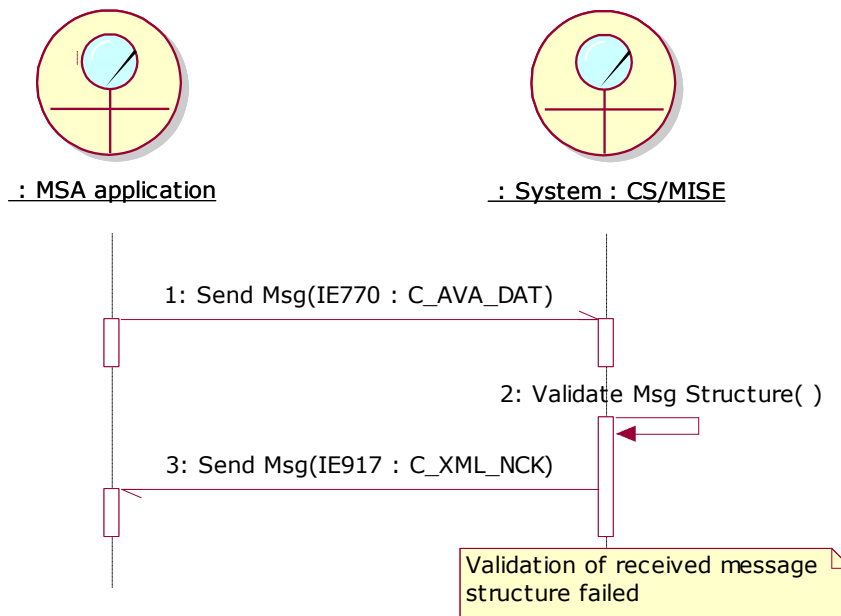 : MSA application
: System : CS/MISE
1: Send Msg(IE770 : C_AVA_DAT)
2: Validate Msg Structure( )
3: Send Msg(IE917 : C_XML_NCK)
Validation of received message
structure failed